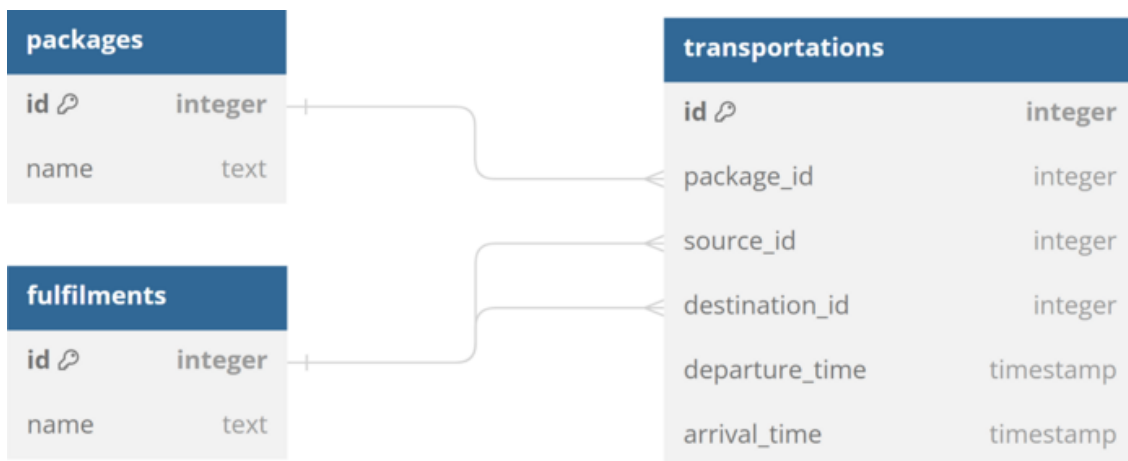 packages
id integer
name text
fulfilments
id integer
name text
transportations
id integer
package_id integer
source_id integer
destination_id integer
departure_time timestamp
arrival_time timestamp